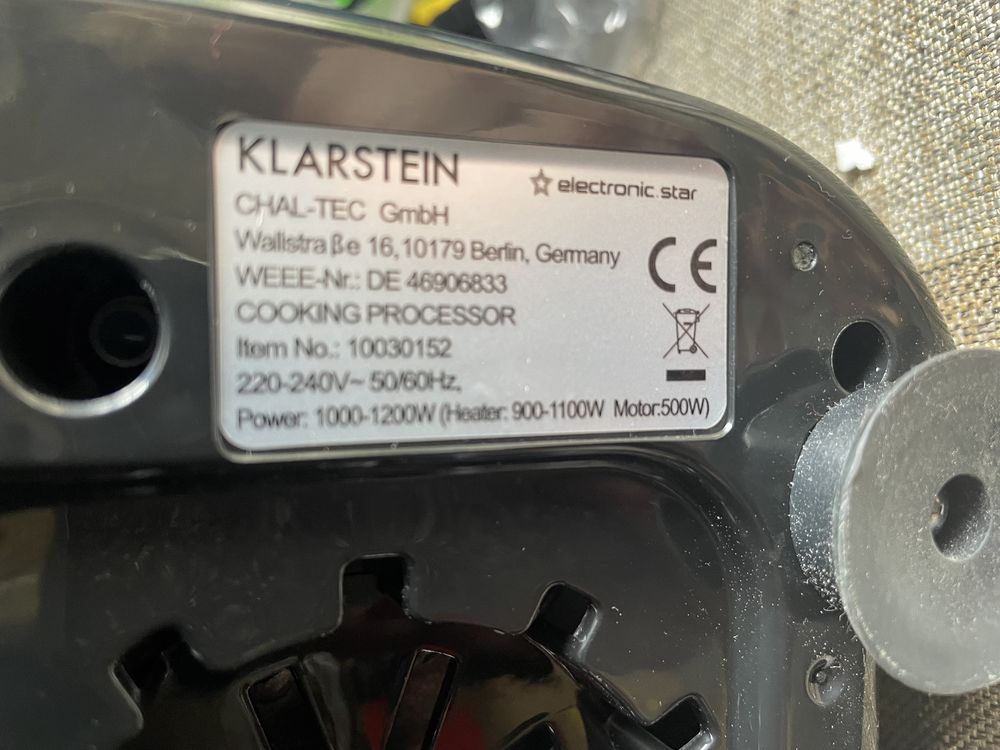 KLARSTEIN
electronic.star
CHAL-TEC GmbH
Wallstraße 16,10179 Berlin, Germany
WEEE-Nr.: DE 46906833
COOKING PROCESSOR
Item No.: 10030152
220-240V~ 50/60Hz,
Power: 1000-1200W (Heater: 900-1100W Motor:500W)
CE